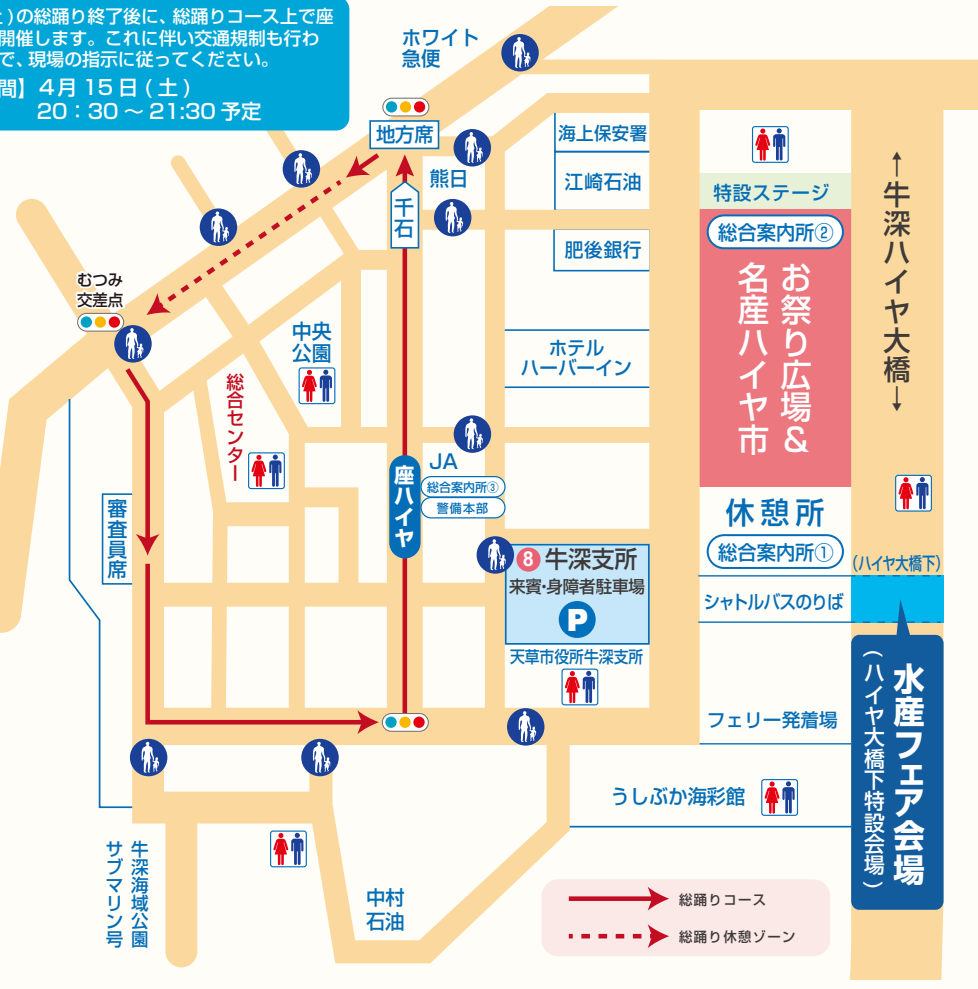 )の総踊り終了後に、総踊りコース上で座
開催します。これに伴い交通規制も行わ
で、現場の指示に従ってください。
間】4月15日(土)
20:30～21:30 予定
ホワイト
急便
地方席
熊日
千石
海上保安署
江崎石油
肥後銀行
ホテル
ハーバーイン
特設ステージ
総合案内所②
お祭り広場&
名産ハイヤ市
←牛深ハイヤ大橋→
むつみ
交差点
中央
公園
総合センター
審査員席
座ハイヤ
JA
総合案内所③
警備本部
休憩所
総合案内所①
(ハイヤ大橋下)
8 牛深支所
来賓・身障者駐車場
P
天草市役所牛深支所
シャトルバスのりば
フェリー発着場
水産フェア会場
(ハイヤ大橋下特設会場)
うしぶか海彩館
牛深海域公園
サブマリン号
中村
石油
総踊りコース
総踊り休憩ゾーン